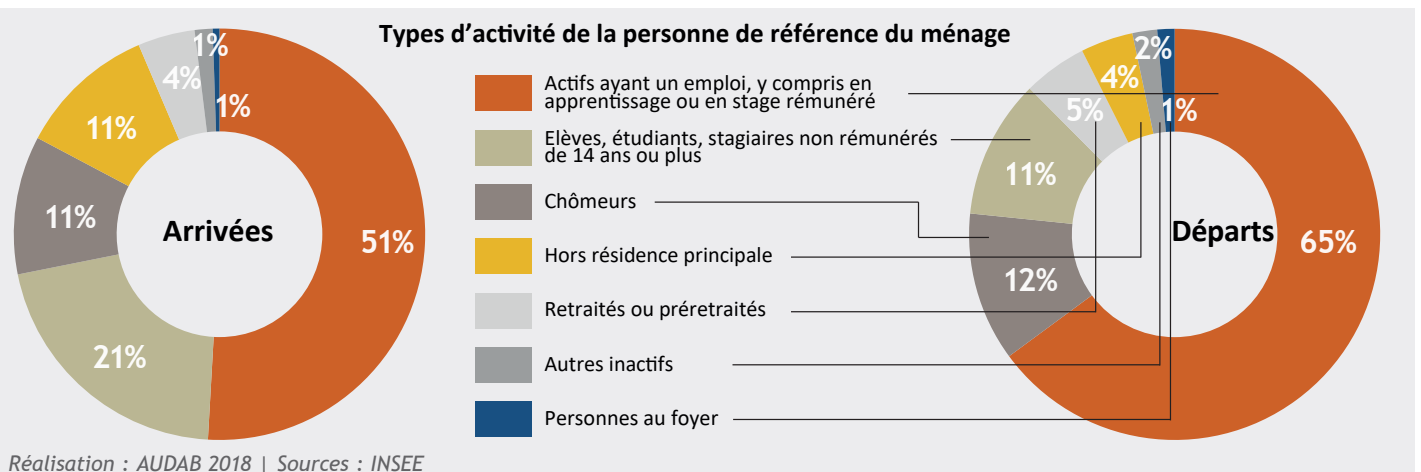 Types d'activité de la personne de référence du ménage
1%
4%
1%
11%
11%
Arrivées
51%
21%
Actifs ayant un emploi, y compris en
apprentissage ou en stage rémunéré
Elèves, étudiants, stagiaires non rémunérés
de 14 ans ou plus
Chômeurs
Hors résidence principale
Retraités ou préretraités
Autres inactifs
Personnes au foyer
2%
4%
5%
1%
11%
Départs
65%
12%
Réalisation : AUDAB 2018 | Sources : INSEE